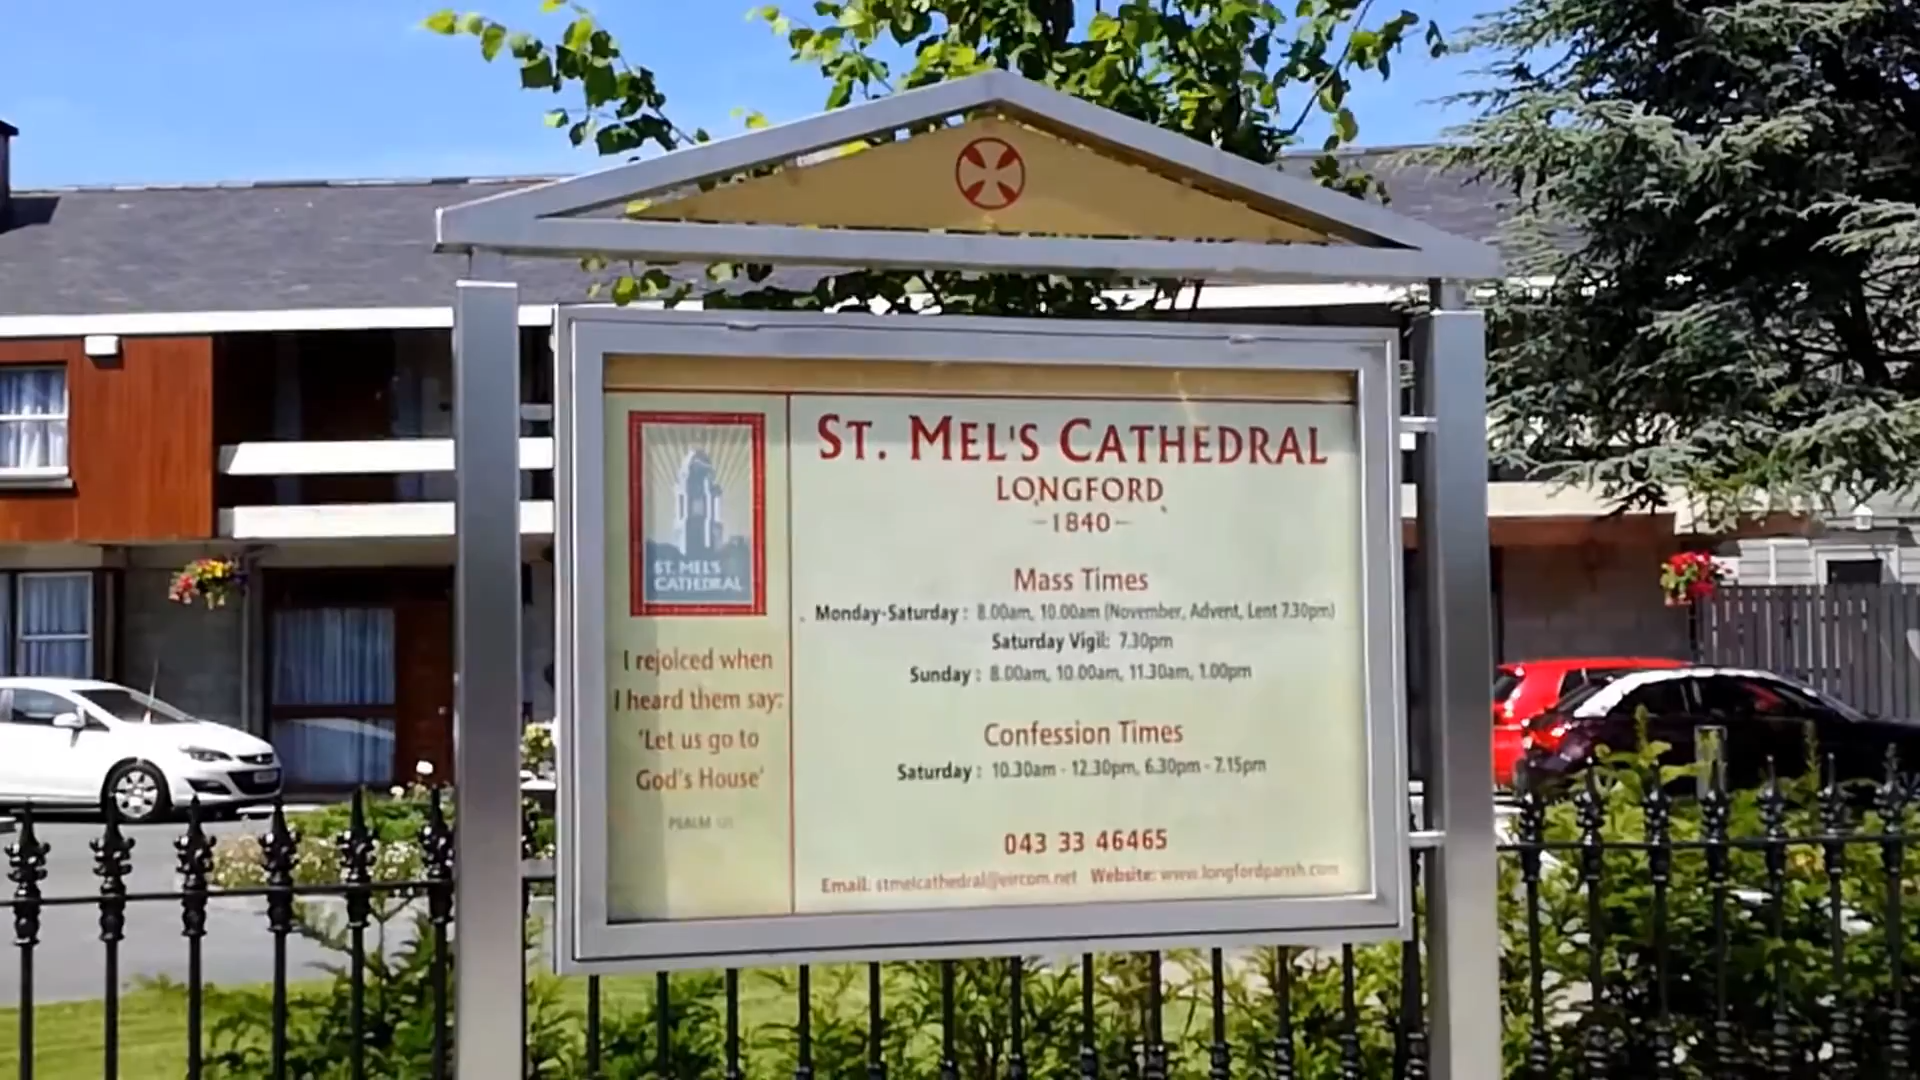 ST. MEL'S CATHEDRAL
LONGFORD
-1840-
Mass Times
Monday-Saturday : 8.00am, 10.00am (November, Advent, Lent 7.30pm)
Saturday Vigil: 7.30pm
Sunday : 8.00am, 10.00am, 11.30am, 1.00pm
Confession Times
Saturday : 10.30am - 12.30pm, 6.30pm - 7.15pm
043 33 46465
Email: stmelcathedral@eircom.net Website: www.longfordparish.com
ST. MEL'S
CATHEDRAL
I rejoiced when
I heard them say:
'Let us go to
God's House'
PSALM